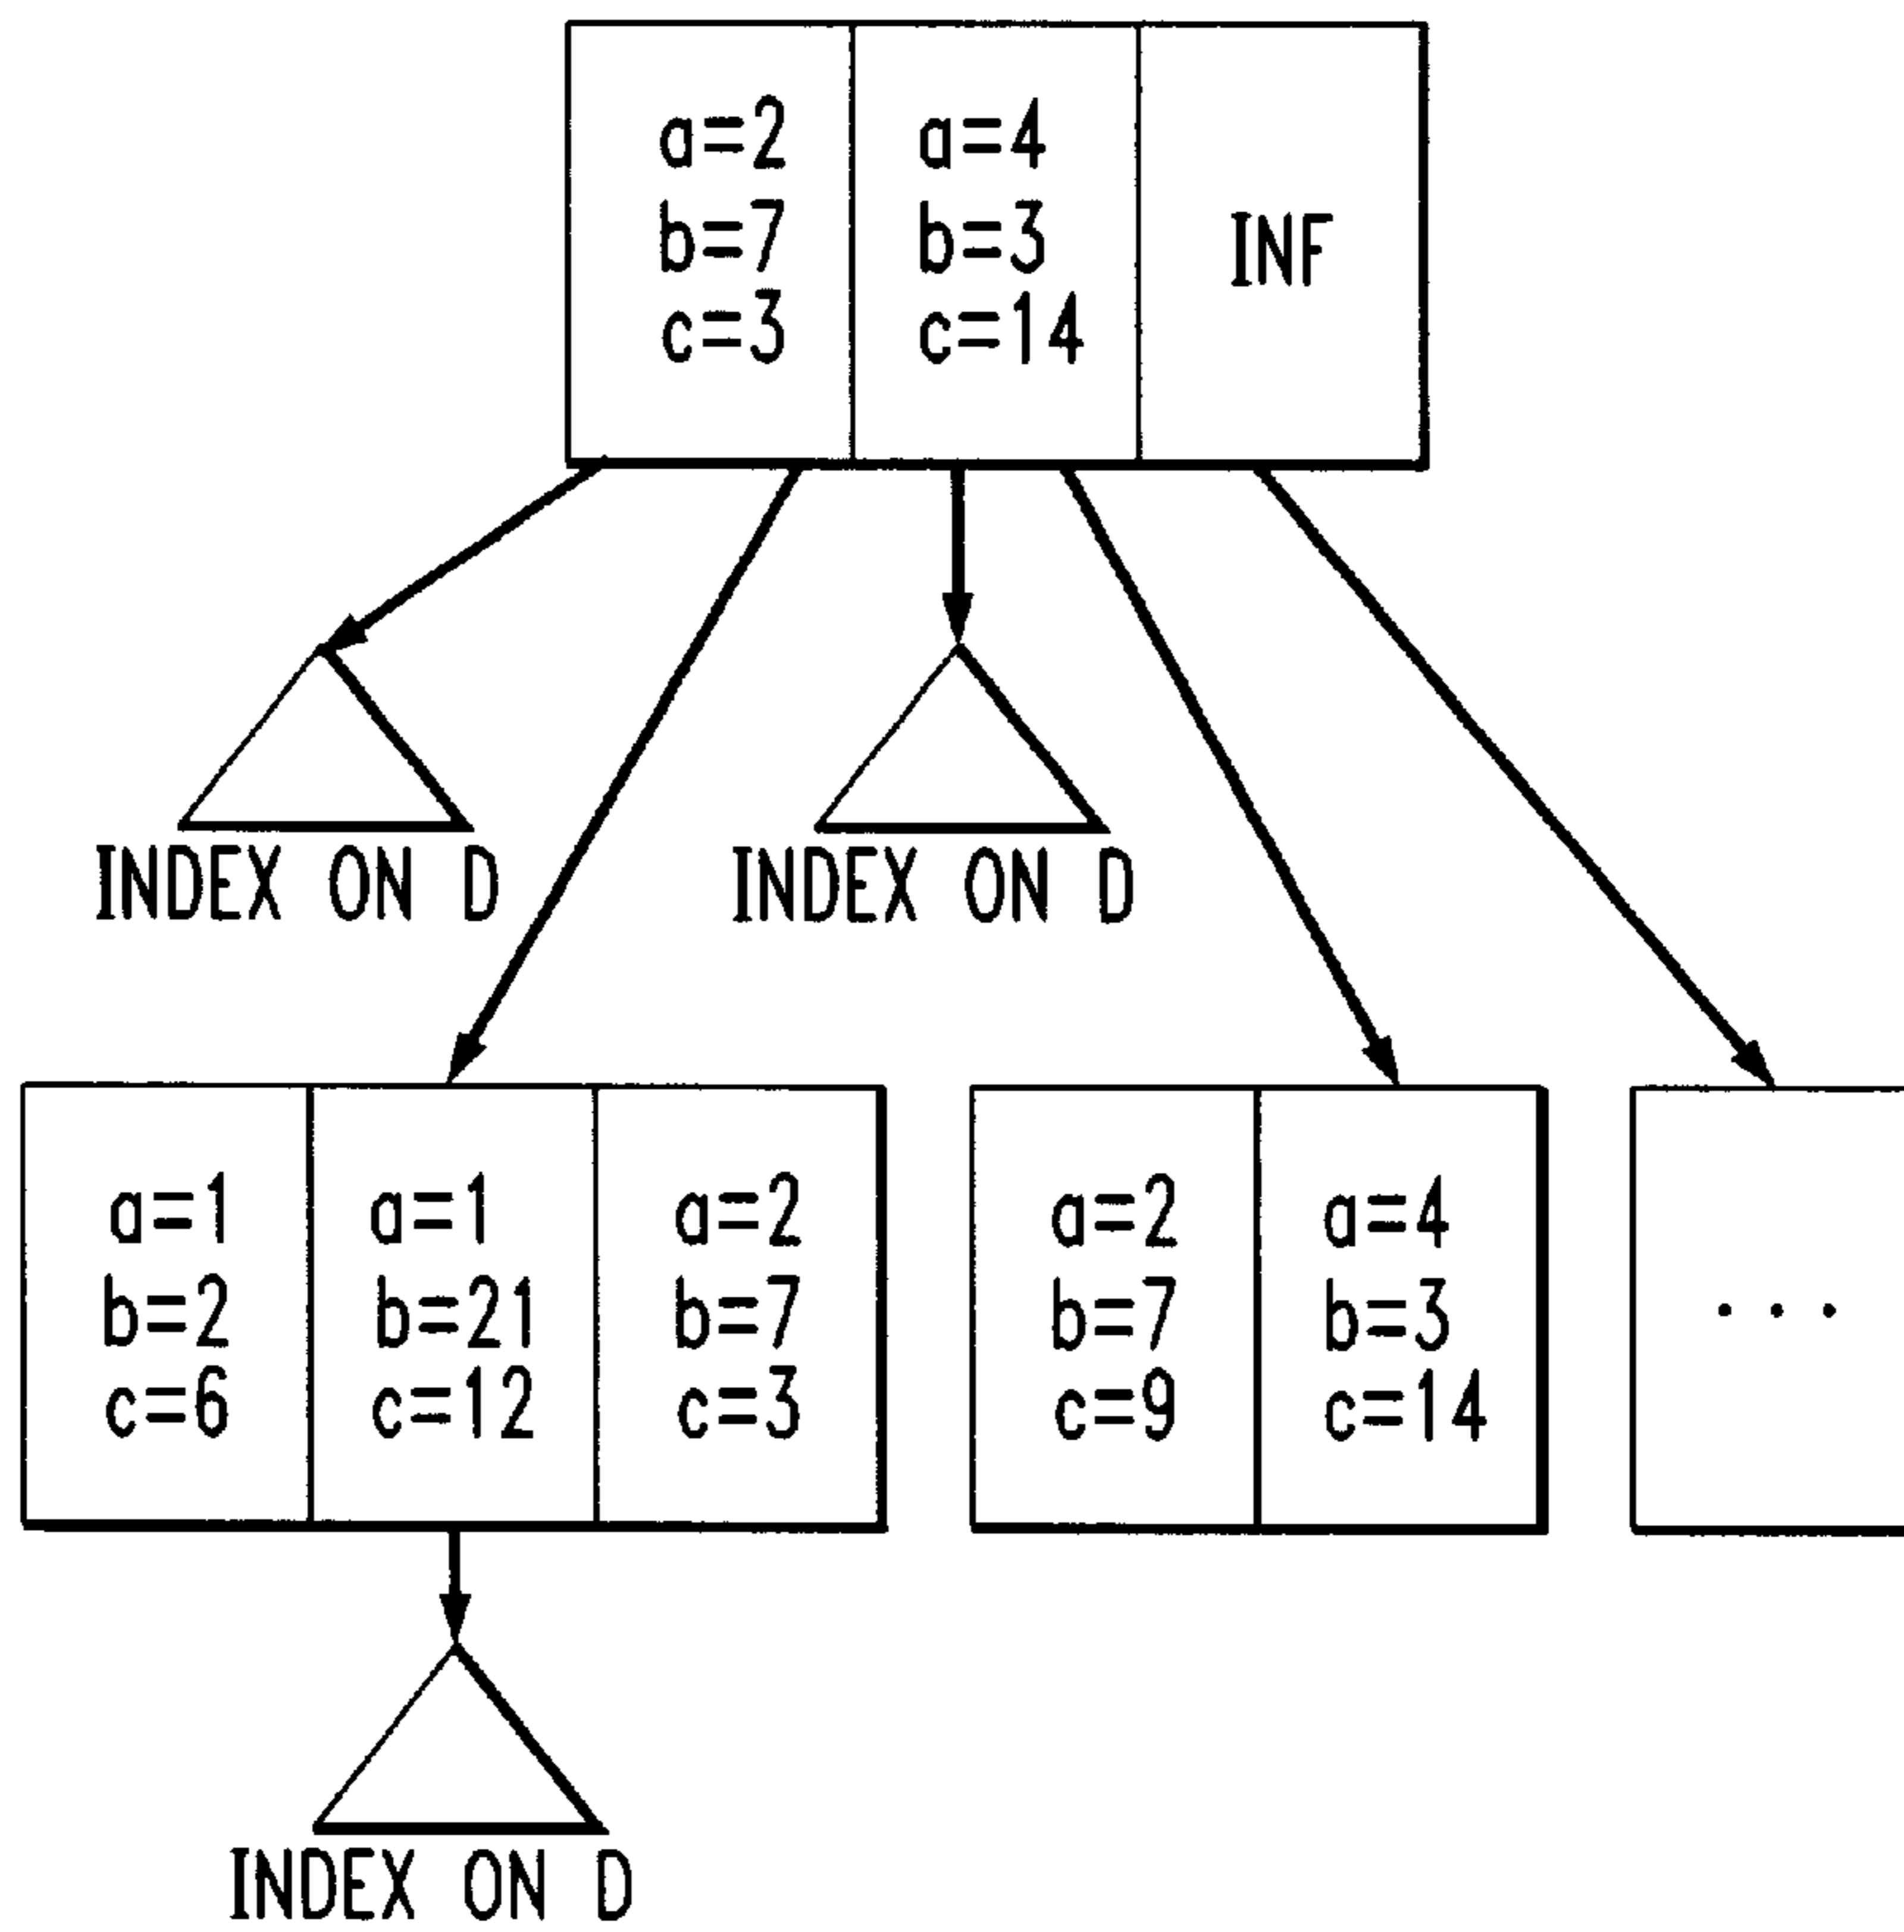 a=2 a=4
b=7 b=3 INF
c=3 c=14
INDEX ON D INDEX ON D
a=1 a=1 a=2 a=2 a=4
b=2 b=21 b=7 b=7 b=3 ...
c=6 c=12 c=3 c=9 c=14
INDEX ON D